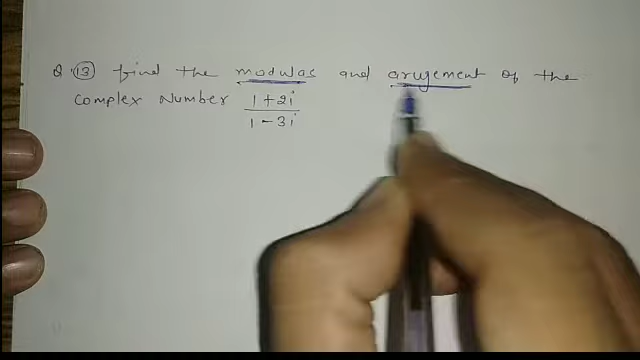 Q.13 find the modulas and arugement of the
complex Number 1+2i
1-3i